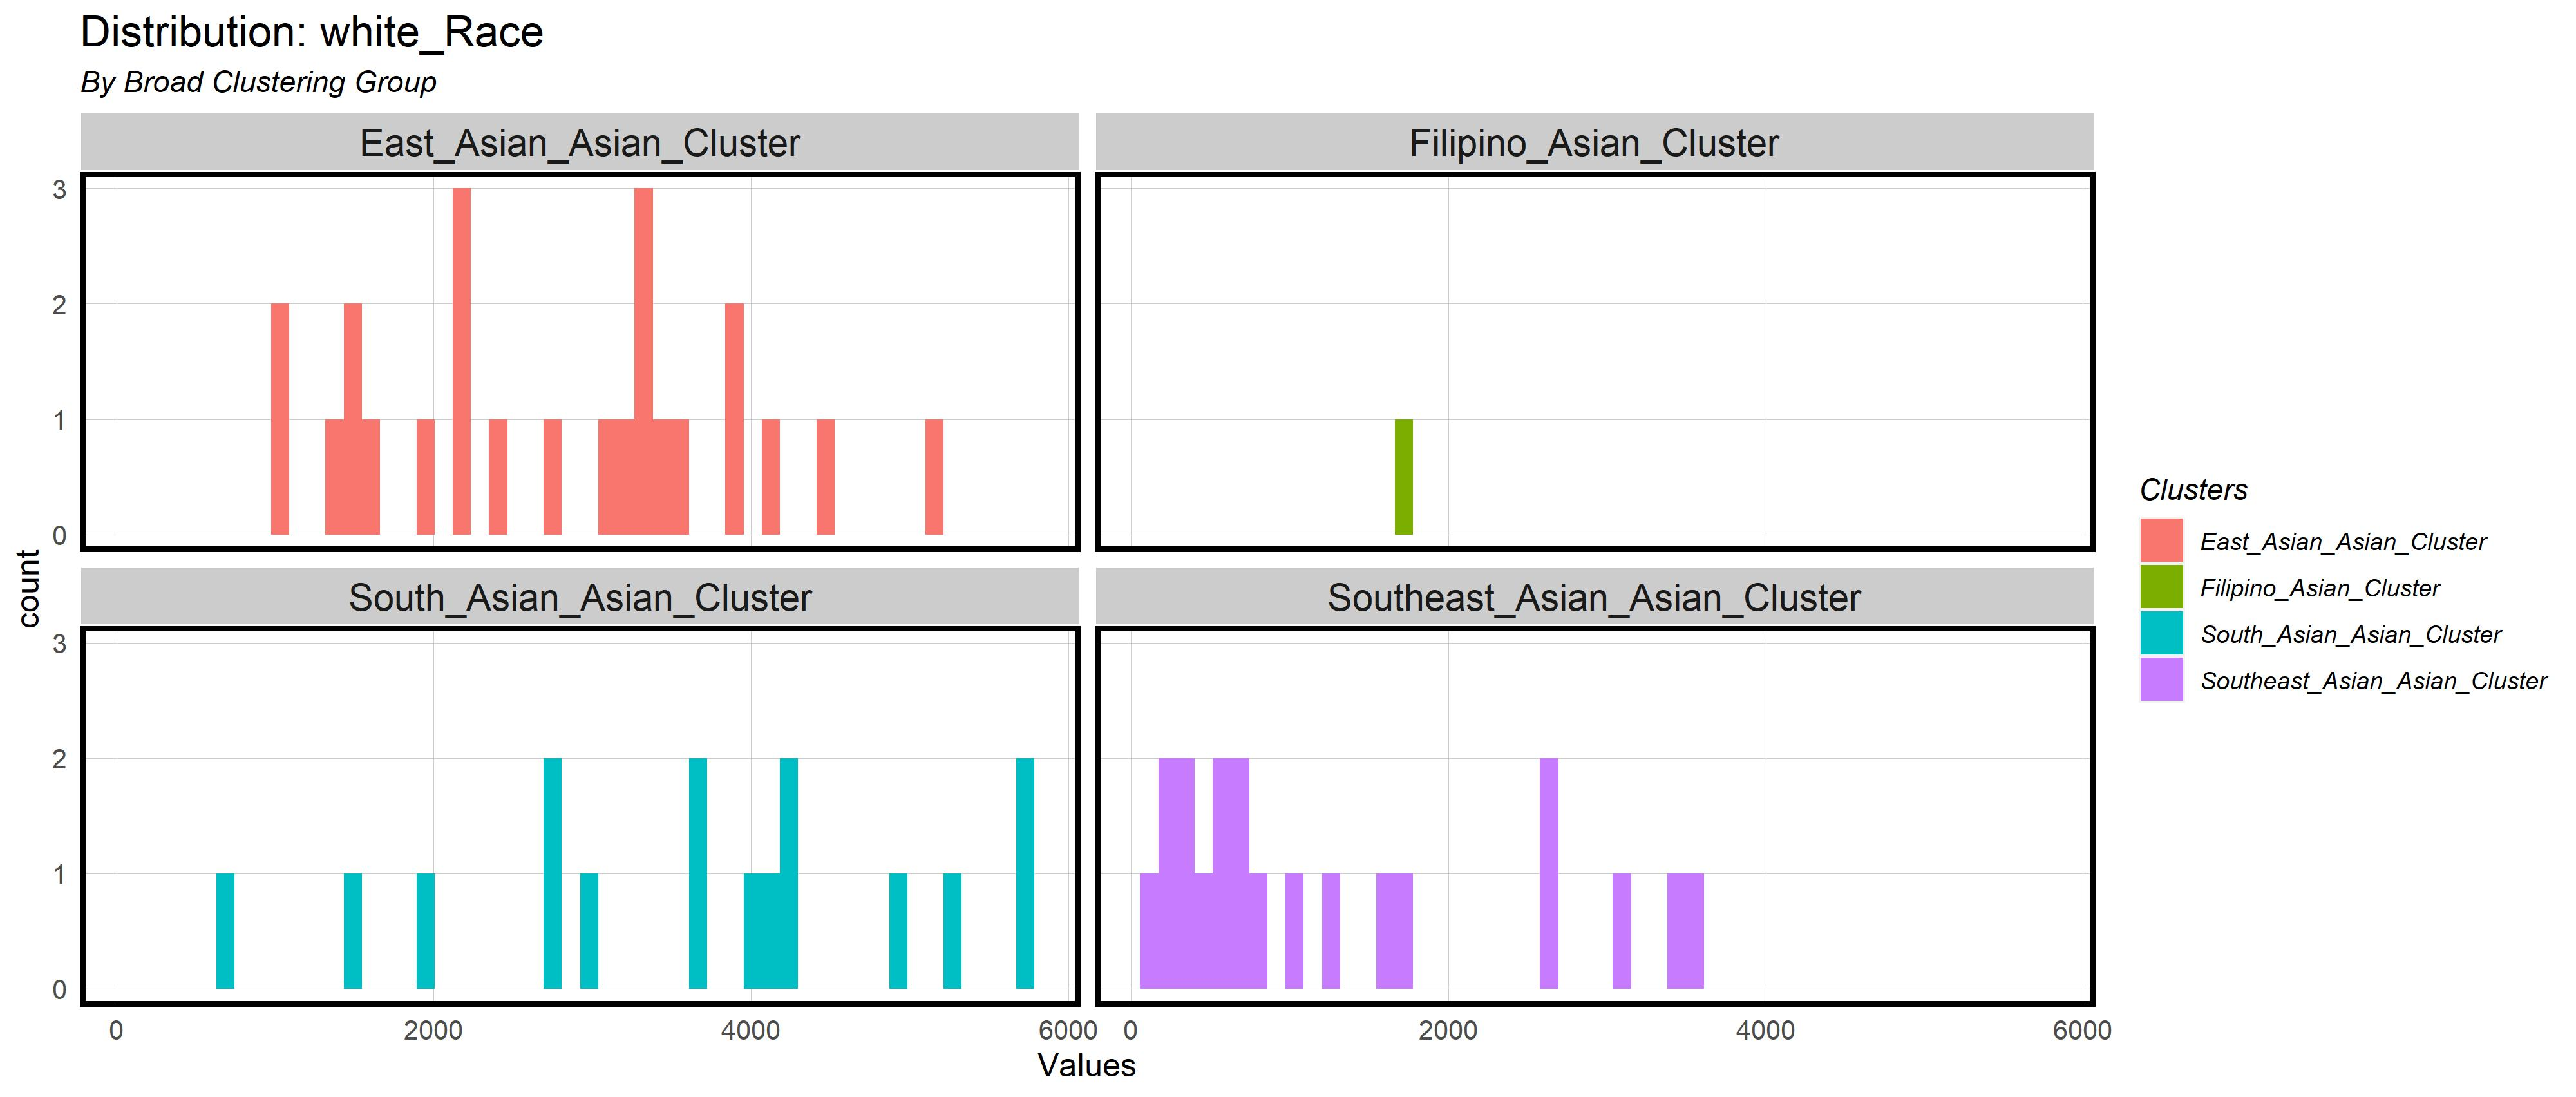 Distribution: white_Race
By Broad Clustering Group
East_Asian_Asian_Cluster
Filipino_Asian_Cluster
3
2
1
0
South_Asian_Asian_Cluster
Southeast_Asian_Asian_Cluster
3
2
1
0
count
0 2000 4000 6000 0 2000 4000 6000
Values
Clusters
East_Asian_Asian_Cluster
Filipino_Asian_Cluster
South_Asian_Asian_Cluster
Southeast_Asian_Asian_Cluster